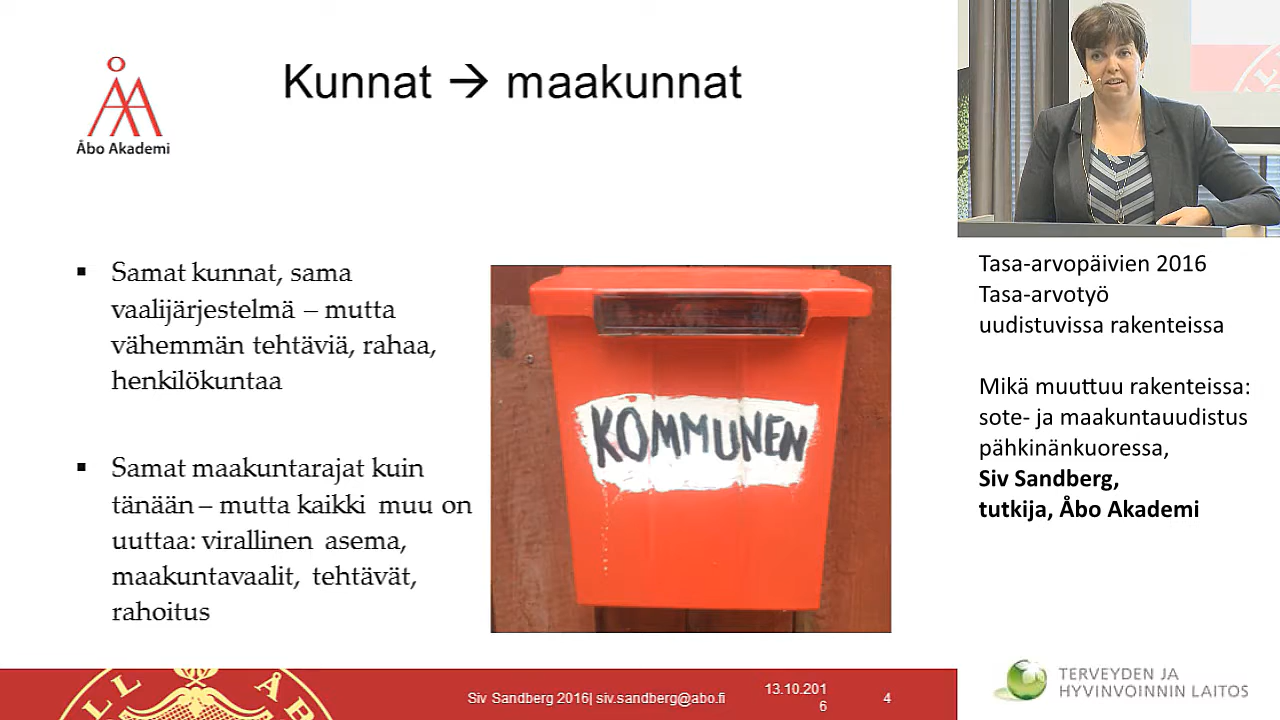 Kunnat → maakunnat
Åbo Akademi
▪ Samat kunnat, sama
vaalijärjestelmä – mutta
vähemmän tehtäviä, rahaa,
henkilökuntaa
▪ Samat maakuntarajat kuin
tänään – mutta kaikki muu on
uuttaa: virallinen asema,
maakuntavaalit, tehtävät,
rahoitus
KOMMUNEN
Siv Sandberg 2016| siv.sandberg@abo.fi
13.10.201
6
4
Tasa-arvopäivien 2016
Tasa-arvotyö
uudistuvissa rakenteissa
Mikä muuttuu rakenteissa:
sote- ja maakuntauudistus
pähkinänkuoressa,
Siv Sandberg,
tutkija, Åbo Akademi
TERVEYDEN JA
HYVINVOINNIN LAITOS